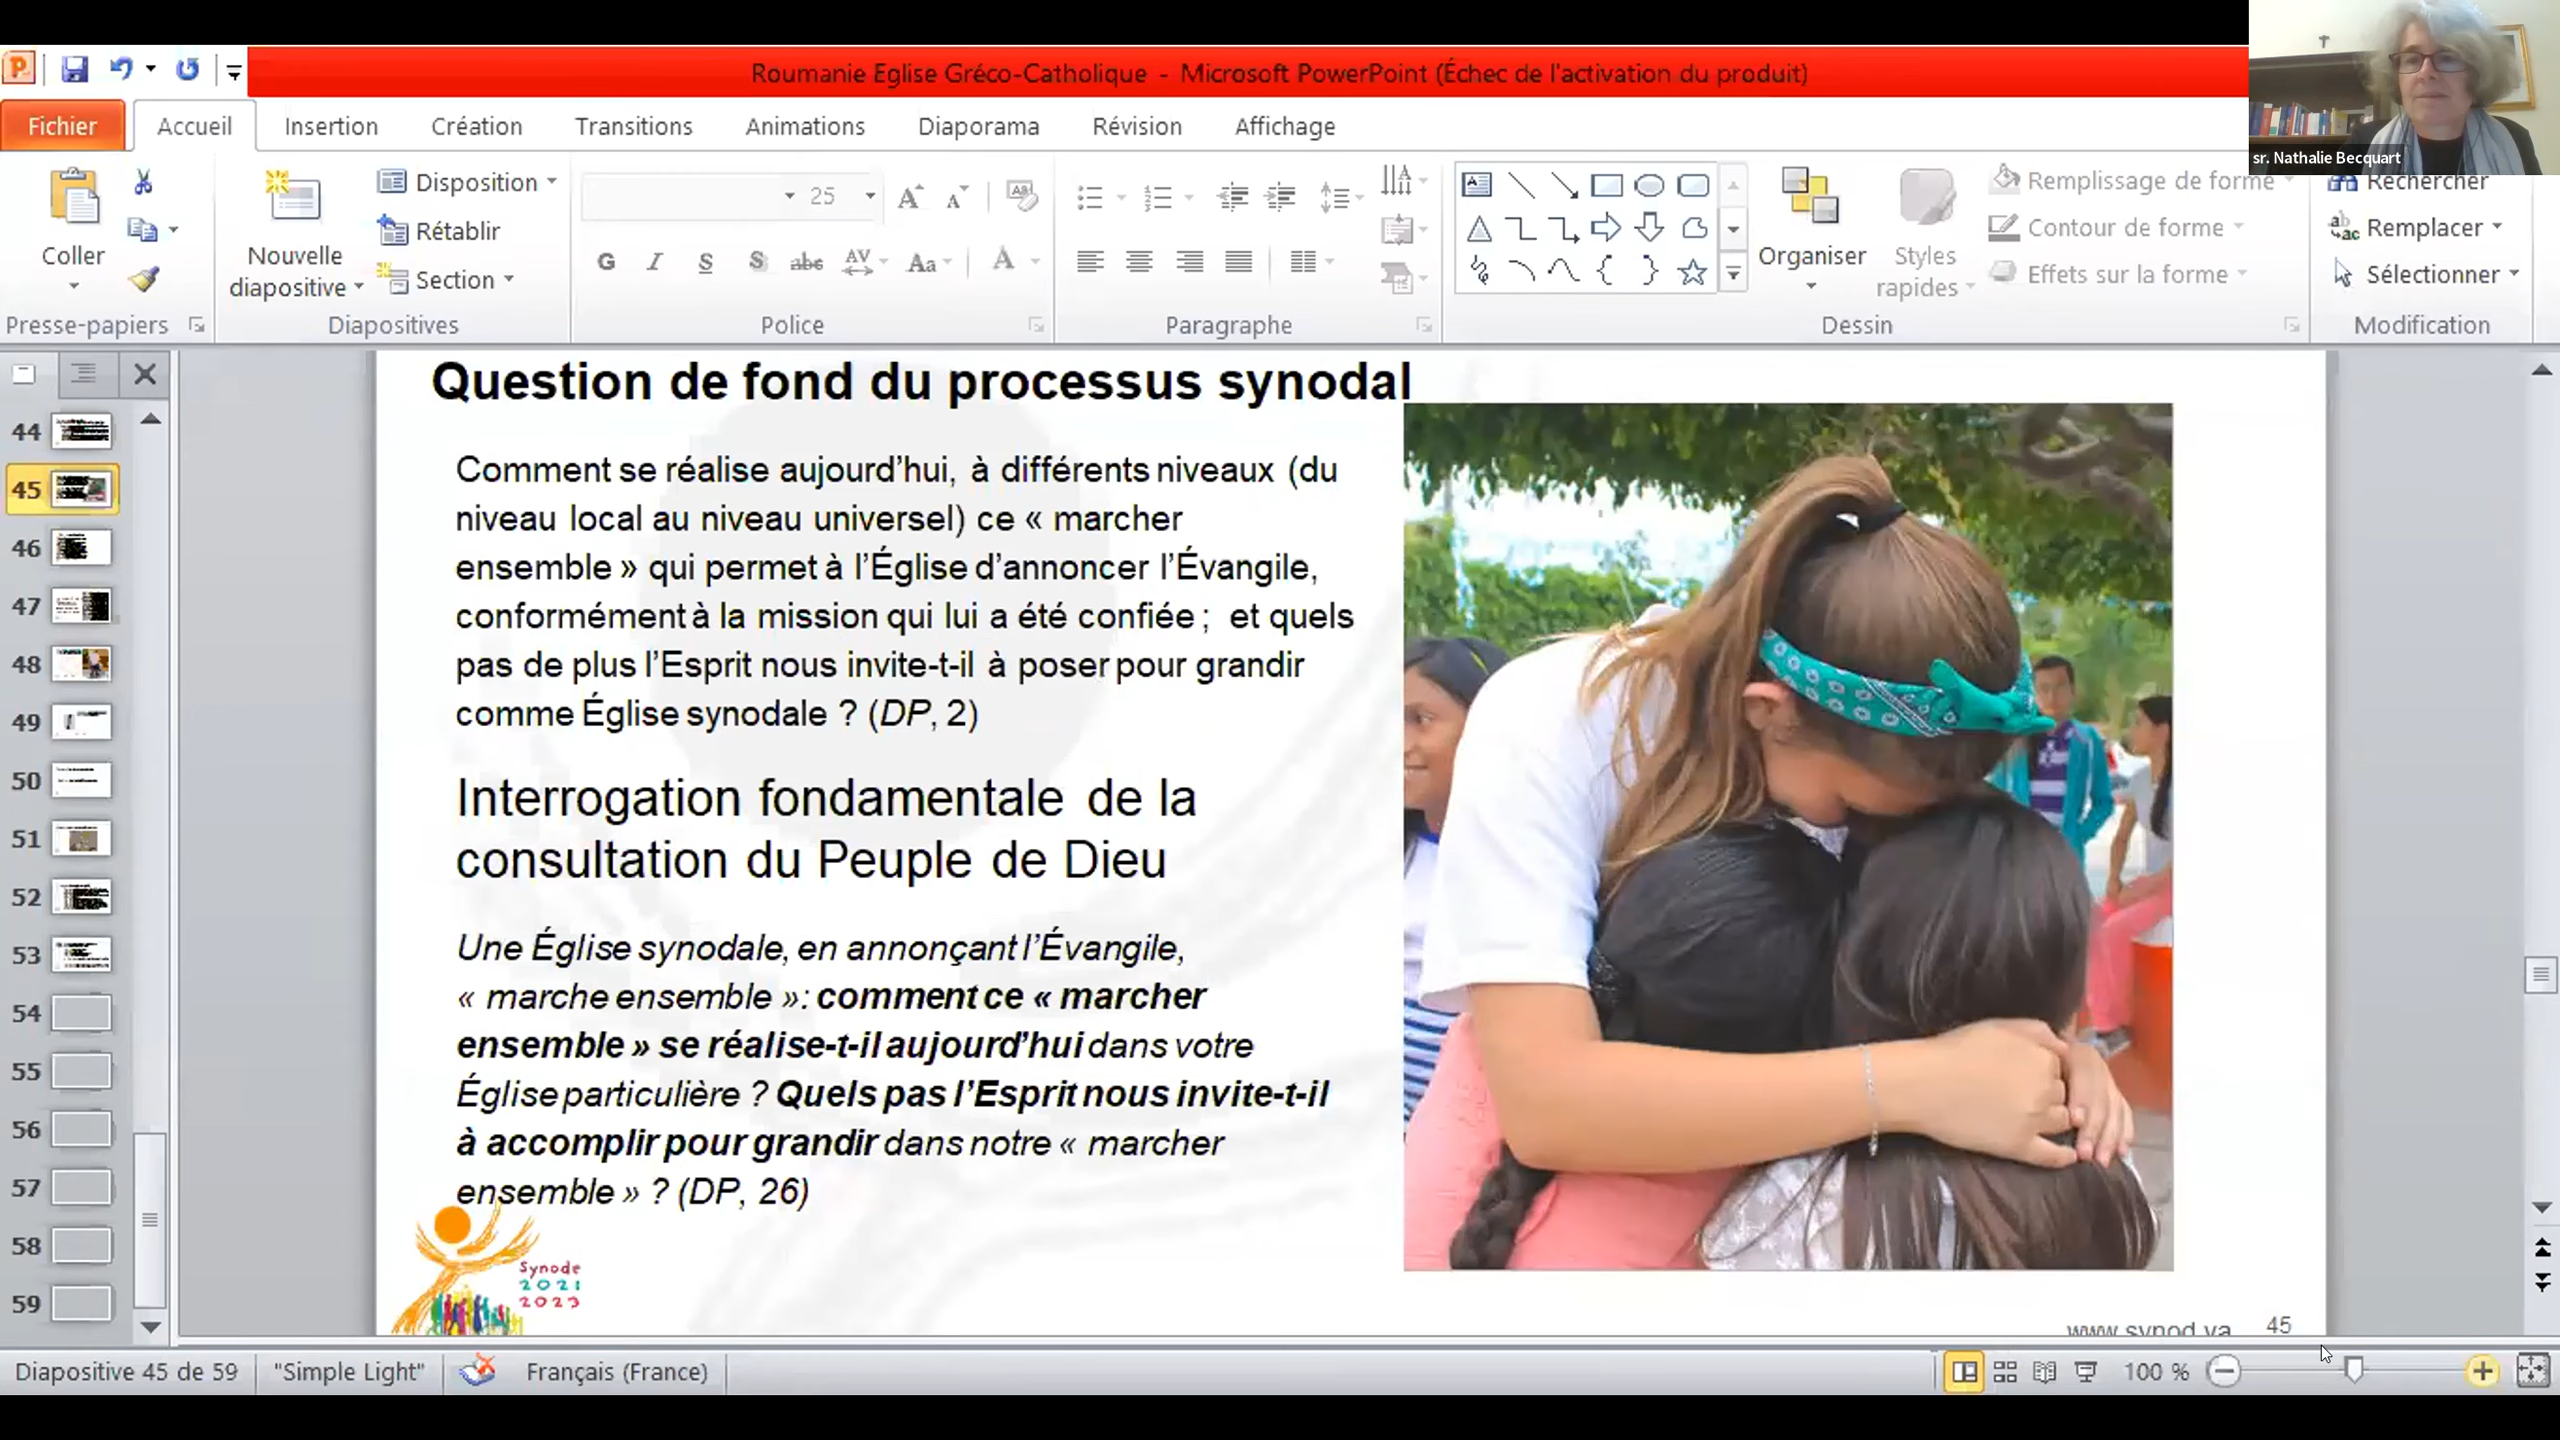 Roumanie Eglise Gréco-Catholique - Microsoft PowerPoint (Échec de l'activation du produit)
sr. Nathalie Becquart
Fichier Accueil Insertion Création Transitions Animations Diaporama Révision Affichage
Coller
Presse-papiers
Nouvelle
diapositive
Disposition
Rétablir
Section
Diapositives
25
G I S S abc AV Aa A
Police
Paragraphe
Organiser
Styles
rapides
Remplissage de forme
Contour de forme
Effets sur la forme
Dessin
Rechercher
Remplacer
Sélectionner
Modification
44
45
46
47
48
49
50
51
52
53
54
55
56
57
58
59
Question de fond du processus synodal
Comment se réalise aujourd’hui, à différents niveaux (du
niveau local au niveau universel) ce « marcher
ensemble » qui permet à l’Église d’annoncer l’Évangile,
conformément à la mission qui lui a été confiée ; et quels
pas de plus l’Esprit nous invite-t-il à poser pour grandir
comme Église synodale ? (DP, 2)
Interrogation fondamentale de la
consultation du Peuple de Dieu
Une Église synodale, en annonçant l’Évangile,
« marche ensemble »: comment ce « marcher
ensemble » se réalise-t-il aujourd’hui dans votre
Église particulière ? Quels pas l’Esprit nous invite-t-il
à accomplir pour grandir dans notre « marcher
ensemble » ? (DP, 26)
Synode
2021
2023
www.synod.va 45
Diapositive 45 de 59 "Simple Light" Français (France) 100 %